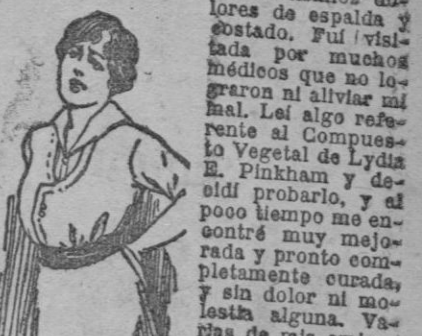 lores de espalda y
costado. Fuí visi-
tada por muchos
médicos que no lo-
graron ni aliviar mi
mal. Leí algo refe-
rente al Compues-
to Vegetal de Lydia
E. Pinkham y de-
cidí probarlo, y al
poco tiempo me en-
contré muy mejo-
rada y pronto com-
pletamente curada,
y sin dolor ni mo-
lestia alguna. Va-